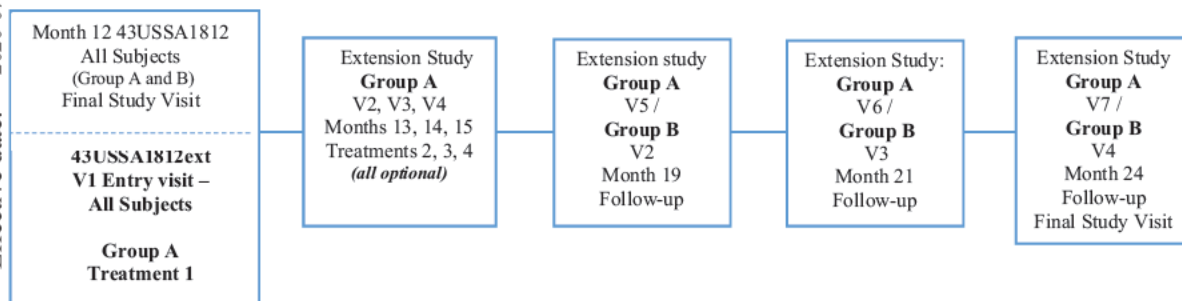 Month 12 43USSA1812
All Subjects
(Group A and B)
Final Study Visit
43USSA1812ext
V1 Entry visit –
All Subjects
Group A
Treatment 1
Extension Study
Group A
V2, V3, V4
Months 13, 14, 15
Treatments 2, 3, 4
(all optional)
Extension study
Group A
V5 /
Group B
V2
Month 19
Follow-up
Extension Study:
Group A
V6 /
Group B
V3
Month 21
Follow-up
Extension Study
Group A
V7 /
Group B
V4
Month 24
Follow-up
Final Study Visit